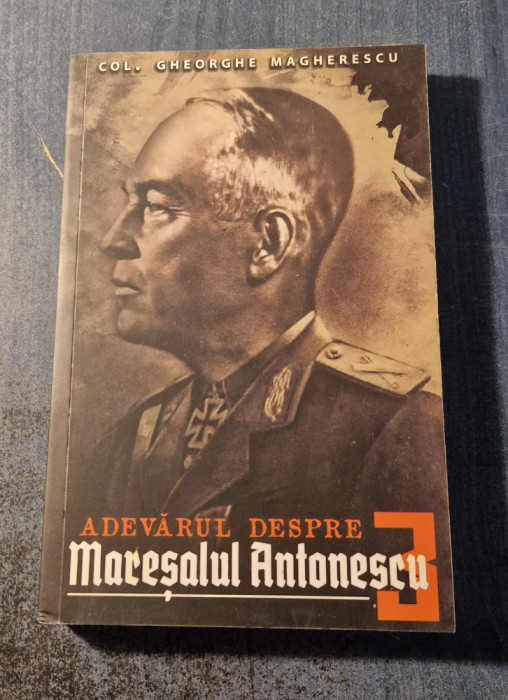 COL. GHEORGHE MAGHERESCU
ADEVĂRUL DESPRE
Mareşalul Antonescu
3